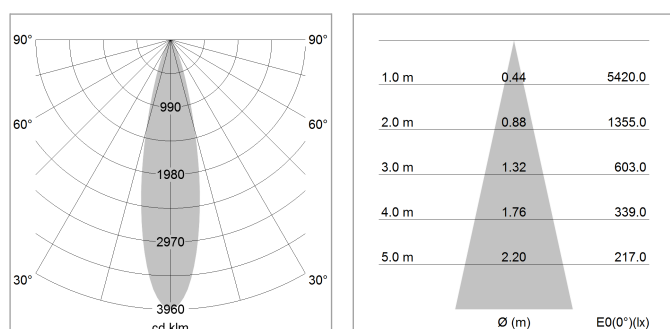 90° 90°
990
60° 60°
1980
2970
30° 30°
3960
cd klm
1.0 m 0.44 5420.0
2.0 m 0.88 1355.0
3.0 m 1.32 603.0
4.0 m 1.76 339.0
5.0 m 2.20 217.0
Ø (m) E0(0°)(lx)